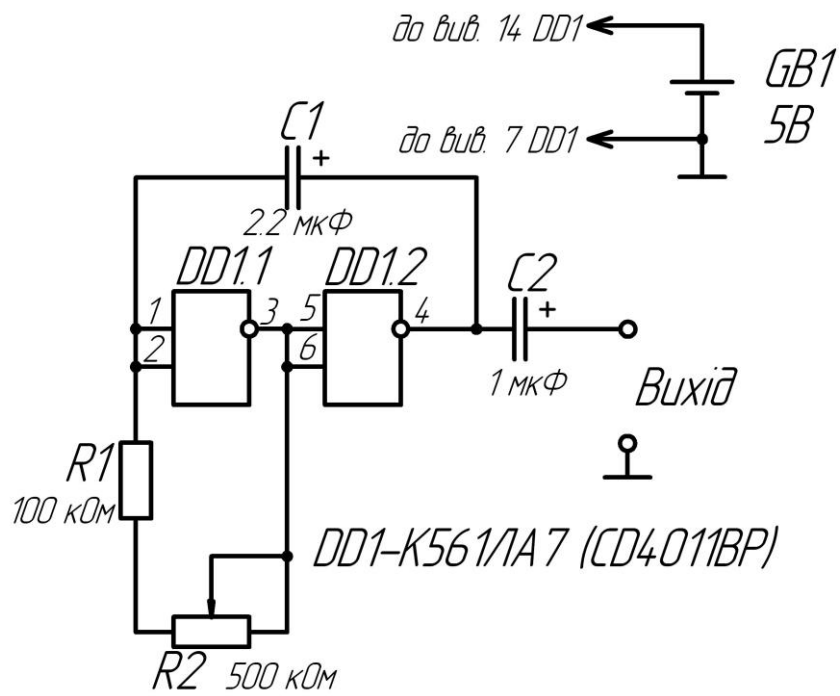 до вив. 14 DD1
GB1
5В
до вив. 7 DD1
C1
+
2.2 мкФ
DD1.1
DD1.2
C2
+
1
2
3
5
6
4
1 мкФ
Вихід
R1
100 кОм
DD1-К561ЛА7 (CD4011BP)
R2 500 кОм